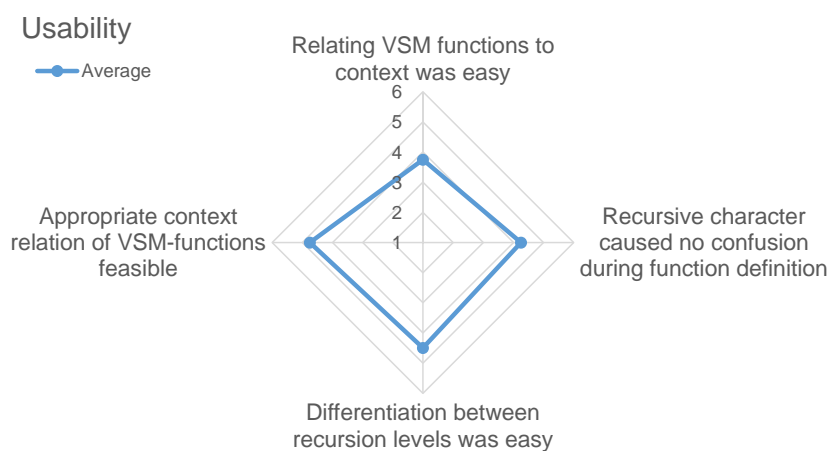 Usability
Average
Relating VSM functions to
context was easy
6
5
4
3
2
1
Appropriate context
relation of VSM-functions
feasible
Recursive character
caused no confusion
during function definition
Differentiation between
recursion levels was easy